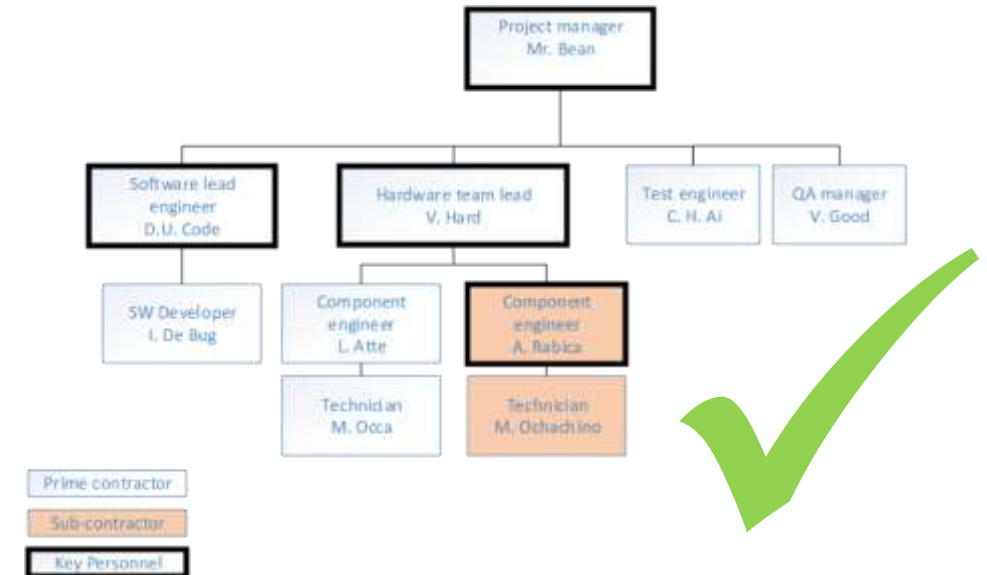 Project manager
Mr. Bean
Software lead
engineer
D.U. Code
Hardware team lead
V. Hard
Test engineer
C. H. Ai
QA manager
V. Good
SW Developer
I. De Bug
Component
engineer
L. Atte
Component
engineer
A. Rabica
Technician
M. Occa
Technician
M. Ochachino
Prime contractor
Sub-contractor
Key Personnel